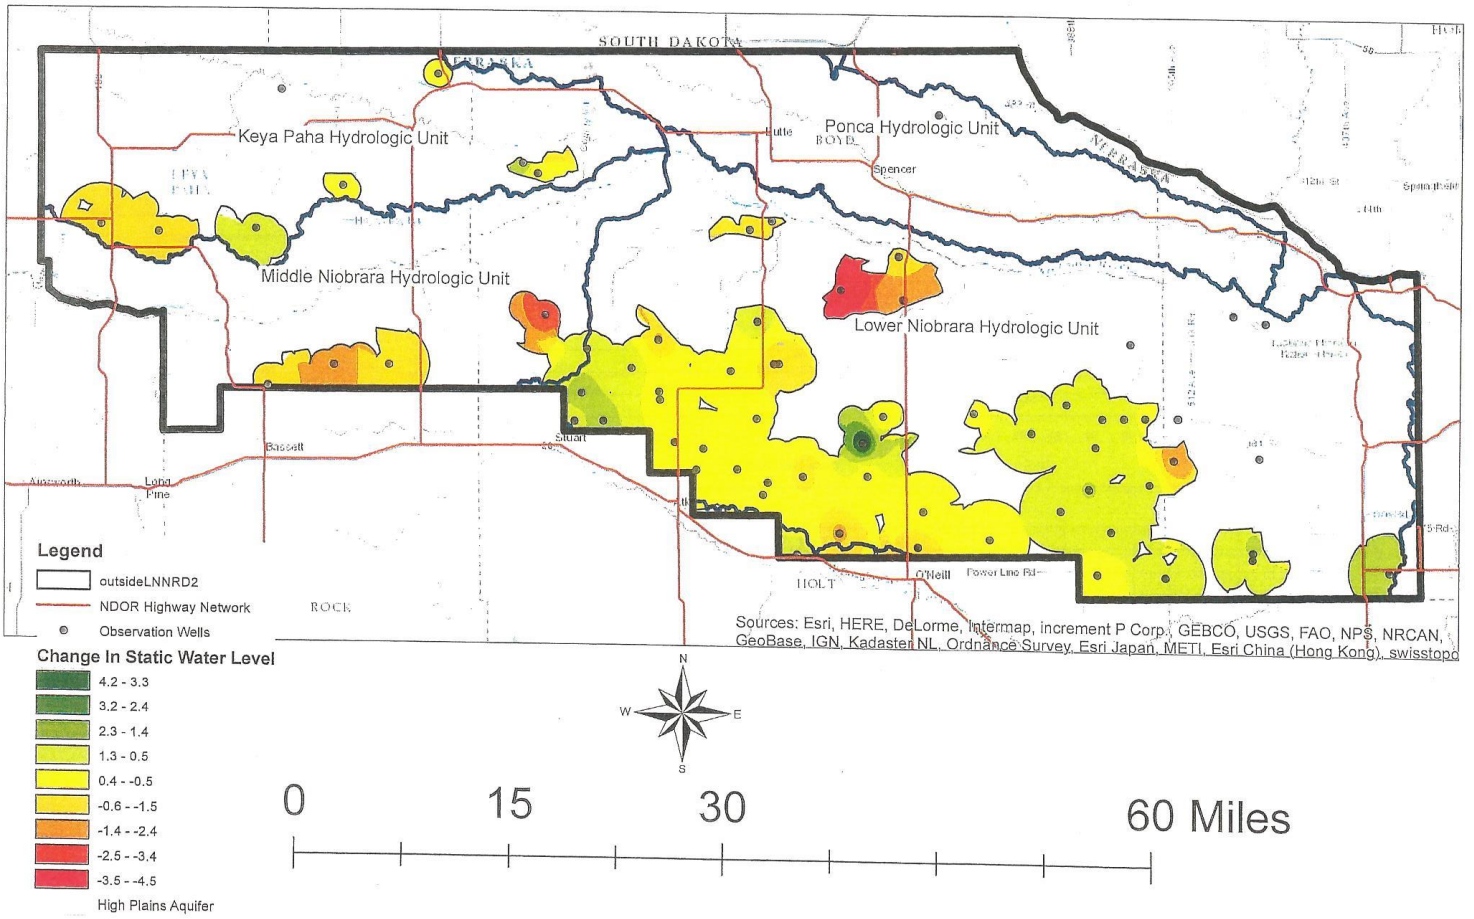 SOUTH DAKOTA
NEBRASKA
Keya Paha Hydrologic Unit
Ponca Hydrologic Unit
BOYD
Butte
Spencer
NEBRASKA
KEYA
PAHA
Middle Niobrara Hydrologic Unit
Lower Niobrara Hydrologic Unit
Stuart
Bassett
Ainsworth
Long
Pine
O'Neill
Power Line Rd
HOLT
ROCK
Legend
outsideLNNRD2
NDOR Highway Network
Observation Wells
Change In Static Water Level
4.2 - 3.3
3.2 - 2.4
2.3 - 1.4
1.3 - 0.5
0.4 - -0.5
-0.6 - -1.5
-1.4 - -2.4
-2.5 - -3.4
-3.5 - -4.5
High Plains Aquifer
Sources: Esri, HERE, DeLorme, Intermap, increment P Corp., GEBCO, USGS, FAO, NPS, NRCAN,
GeoBase, IGN, Kadaster NL, Ordnance Survey, Esri Japan, METI, Esri China (Hong Kong), swisstopo
N
W E
S
0 15 30 60 Miles